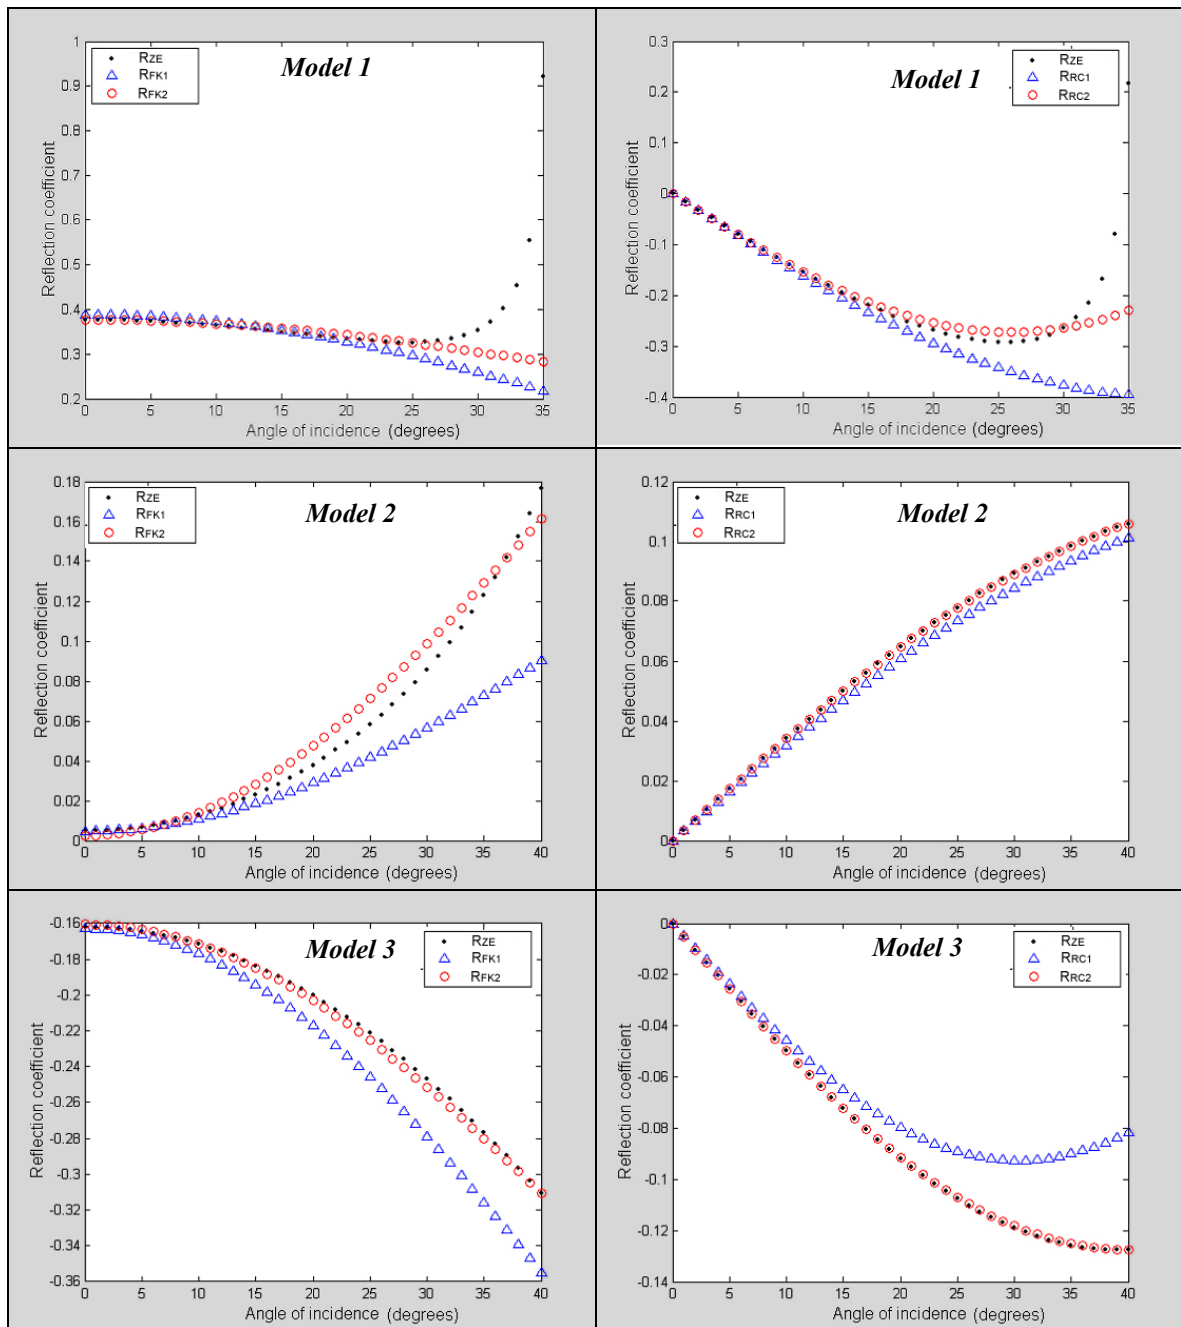 1
0.9
0.8
0.7
0.6
0.5
0.4
0.3
0.2
Reflection coefficient
RZE
RFK1
RFK2
Model 1
0 5 10 15 20 25 30 35
Angle of incidence (degrees)
0.3
0.2
0.1
0
-0.1
-0.2
-0.3
-0.4
Reflection coefficient
Model 1
RZE
RRC1
RRC2
0 5 10 15 20 25 30 35
Angle of incidence (degrees)
0.18
0.16
0.14
0.12
0.1
0.08
0.06
0.04
0.02
0
Reflection coefficient
RZE
RFK1
RFK2
Model 2
0 5 10 15 20 25 30 35 40
Angle of incidence (degrees)
0.12
0.1
0.08
0.06
0.04
0.02
0
Reflection coefficient
RZE
RRC1
RRC2
Model 2
0 5 10 15 20 25 30 35 40
Angle of incidence (degrees)
-0.16
-0.2
-0.22
-0.24
-0.26
-0.28
-0.3
-0.32
-0.34
-0.36
Reflection coefficient
Model 3
RZE
RFK1
RFK2
0 5 10 15 20 25 30 35 40
Angle of incidence (degrees)
0
-0.02
-0.04
-0.06
-0.08
-0.1
-0.12
-0.14
Reflection coefficient
Model 3
RZE
RRC1
RRC2
0 5 10 15 20 25 30 35 40
Angle of incidence (degrees)